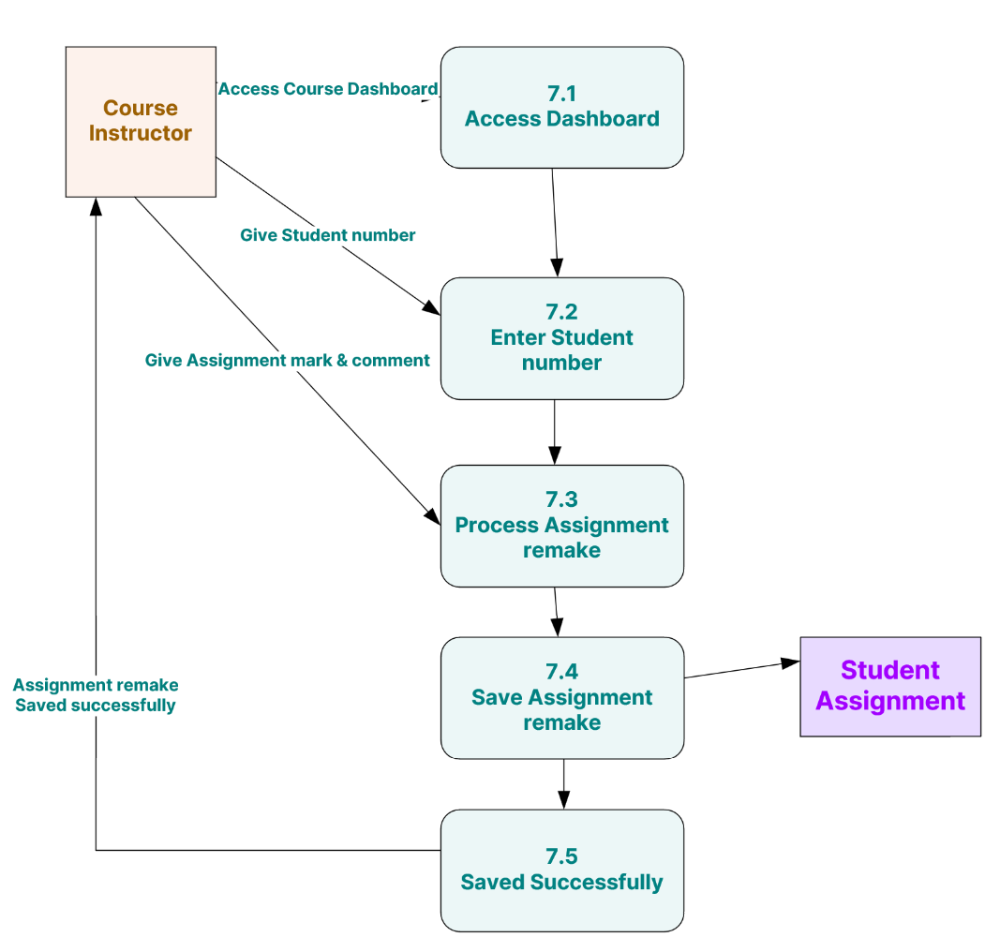 Course
Instructor
Access Course Dashboard
7.1
Access Dashboard
Give Student number
7.2
Enter Student
number
Give Assignment mark & comment
7.3
Process Assignment
remake
7.4
Save Assignment
remake
Student
Assignment
Assignment remake
Saved successfully
7.5
Saved Successfully